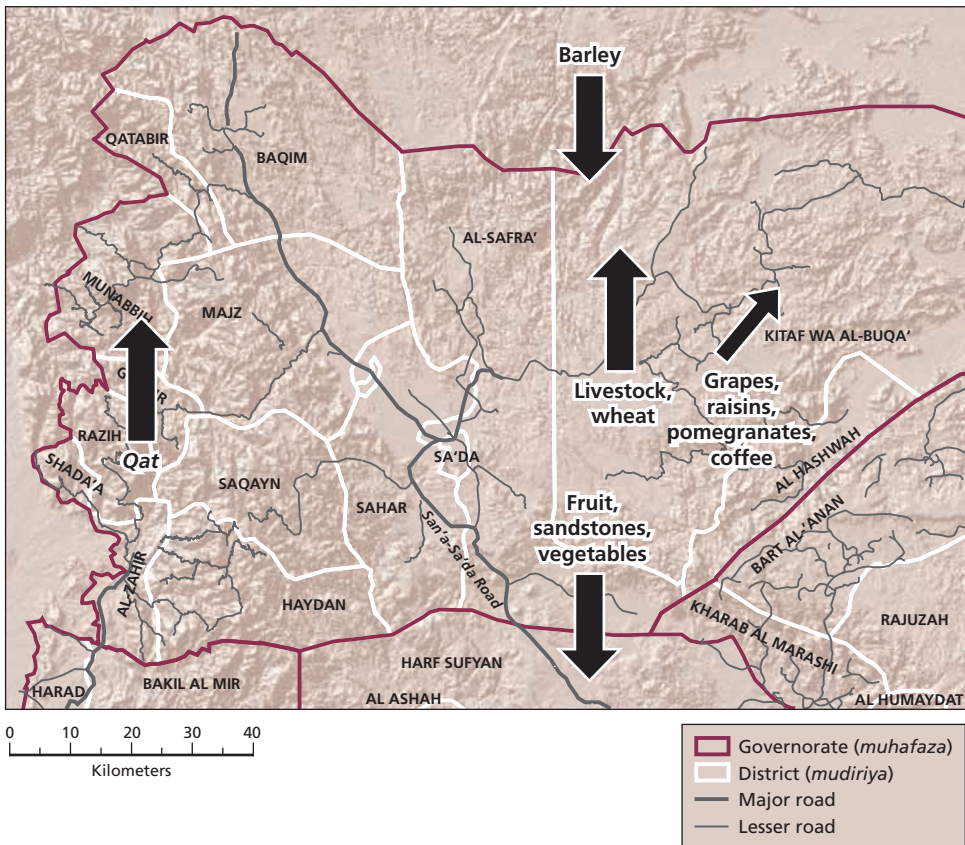 Barley
QATABIR
BAQIM
AL-SAFRA'
MUNABBIH
MAJZ
KITAF WA AL-BUQA'
Livestock,
wheat
Grapes,
raisins,
pomegranates,
coffee
RAZIH
Qat
SHADA'A
SA'DA
SAQAYN
SAHAR
Fruit,
sandstones,
vegetables
AL HASHWAH
San'a-Sa'da Road
BART AL-'ANAN
AL-ZAHIR
HAYDAN
KHARAB AL MARASHI
RAJUZAH
HARF SUFYAN
HARAD
BAKIL AL MIR
AL ASHAH
AL HUMAYDAT
0 10 20 30 40
Kilometers
Governorate (muhafaza)
District (mudiriya)
Major road
Lesser road